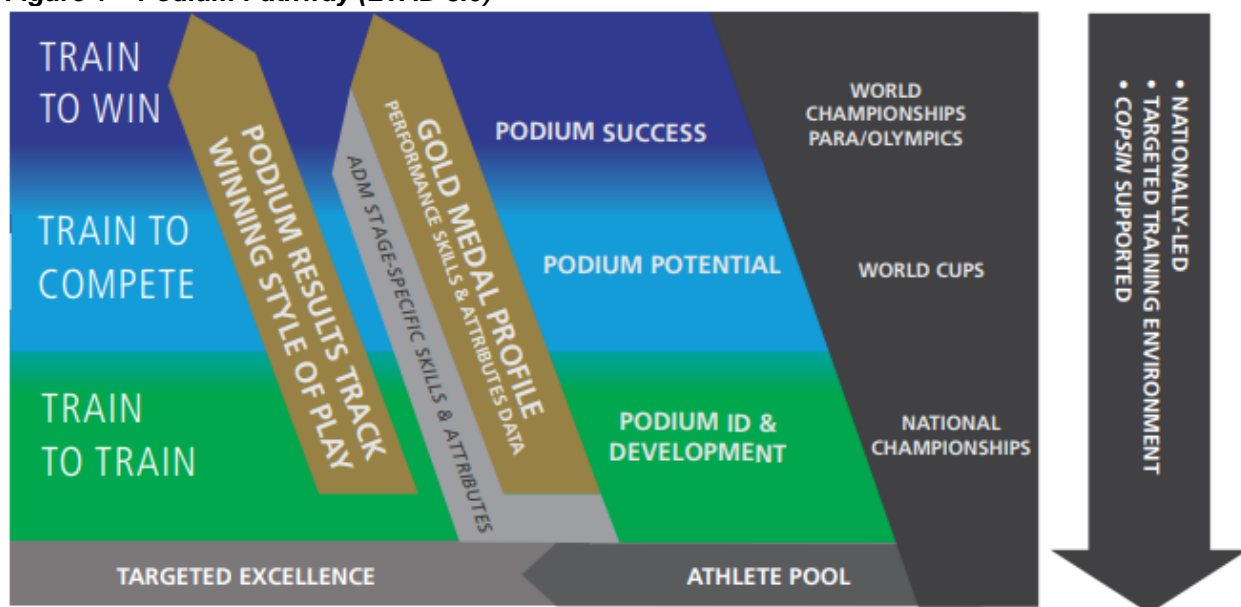 Podium Pathway
TRAIN
TO WIN
PODIUM RESULTS TRACK
WINNING STYLE OF PLAY
ADM STAGE-SPECIFIC SKILLS & ATTRIBUTES
GOLD MEDAL PROFILE
PERFORMANCE SKILLS & ATTRIBUTES DATA
PODIUM SUCCESS
WORLD
CHAMPIONSHIPS
PARA/OLYMPICS
TRAIN TO
COMPETE
PODIUM POTENTIAL
WORLD CUPS
TRAIN
TO TRAIN
PODIUM ID &
DEVELOPMENT
NATIONAL
CHAMPIONSHIPS
TARGETED EXCELLENCE
ATHLETE POOL
• NATIONALLY-LED
• TARGETED TRAINING ENVIRONMENT
• COPSIN SUPPORTED